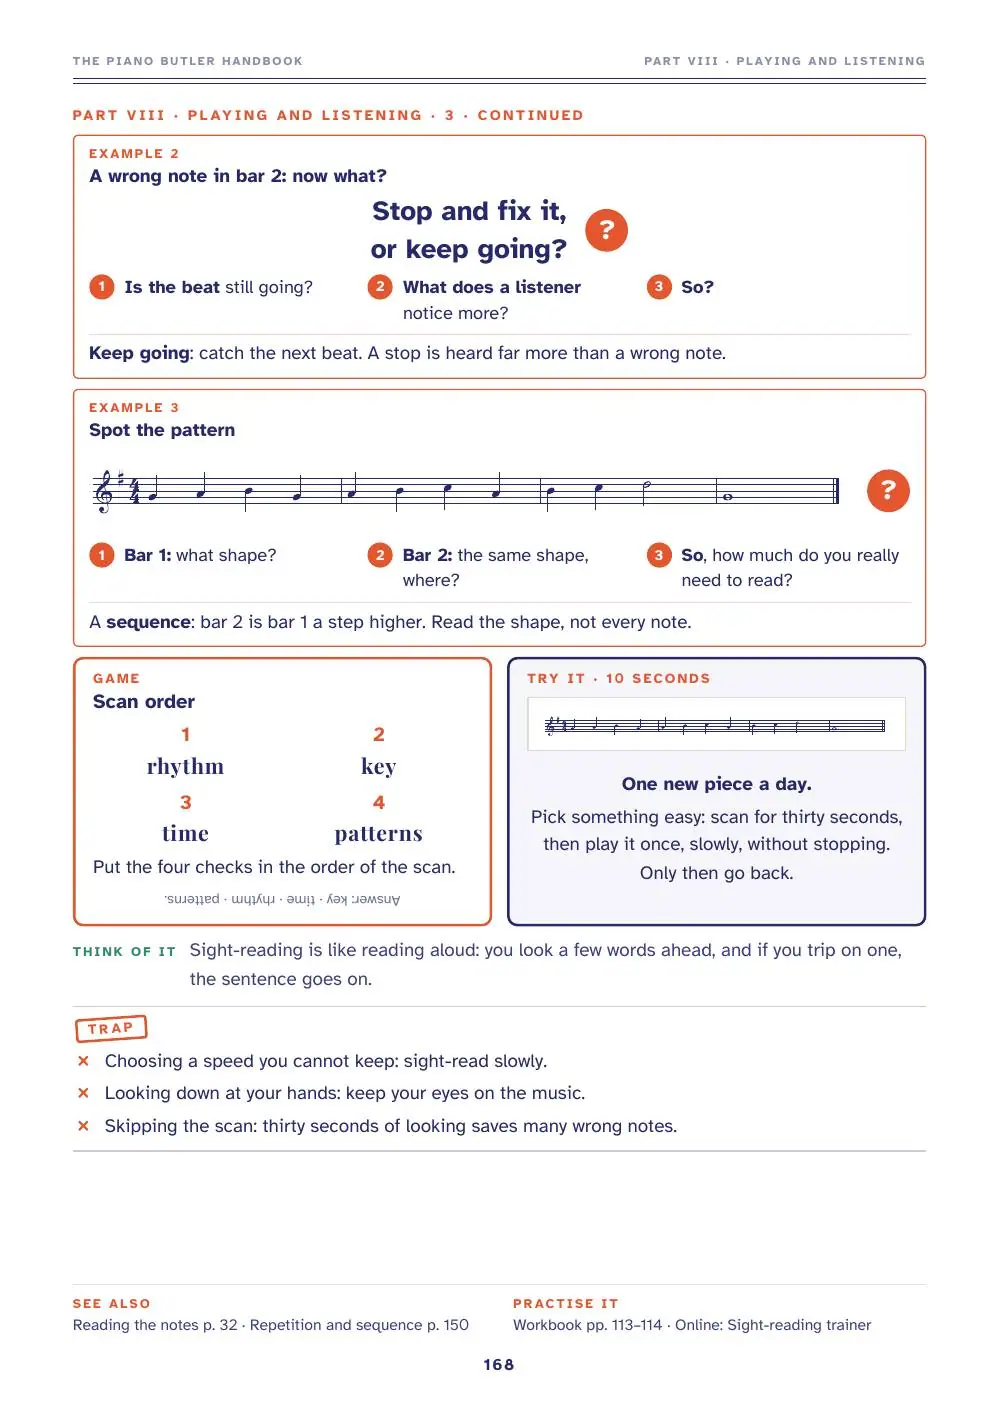 THE PIANO BUTLER HANDBOOK
PART VIII · PLAYING AND LISTENING
PART VIII · PLAYING AND LISTENING · 3 · CONTINUED
EXAMPLE 2
A wrong note in bar 2: now what?
Stop and fix it,
or keep going?
?
1 Is the beat still going?
2 What does a listener
notice more?
3 So?
Keep going: catch the next beat. A stop is heard far more than a wrong note.
EXAMPLE 3
Spot the pattern
4
4
?
1 Bar 1: what shape?
2 Bar 2: the same shape,
where?
3 So, how much do you really
need to read?
A sequence: bar 2 is bar 1 a step higher. Read the shape, not every note.
GAME
Scan order
1 2
rhythm key
3 4
time patterns
Put the four checks in the order of the scan.
Answer: key · time · rhythm · patterns.
TRY IT · 10 SECONDS
One new piece a day.
Pick something easy: scan for thirty seconds,
then play it once, slowly, without stopping.
Only then go back.
THINK OF IT Sight-reading is like reading aloud: you look a few words ahead, and if you trip on one,
the sentence goes on.
TRAP
× Choosing a speed you cannot keep: sight-read slowly.
× Looking down at your hands: keep your eyes on the music.
× Skipping the scan: thirty seconds of looking saves many wrong notes.
SEE ALSO
Reading the notes p. 32 · Repetition and sequence p. 150
PRACTISE IT
Workbook pp. 113–114 · Online: Sight-reading trainer
168